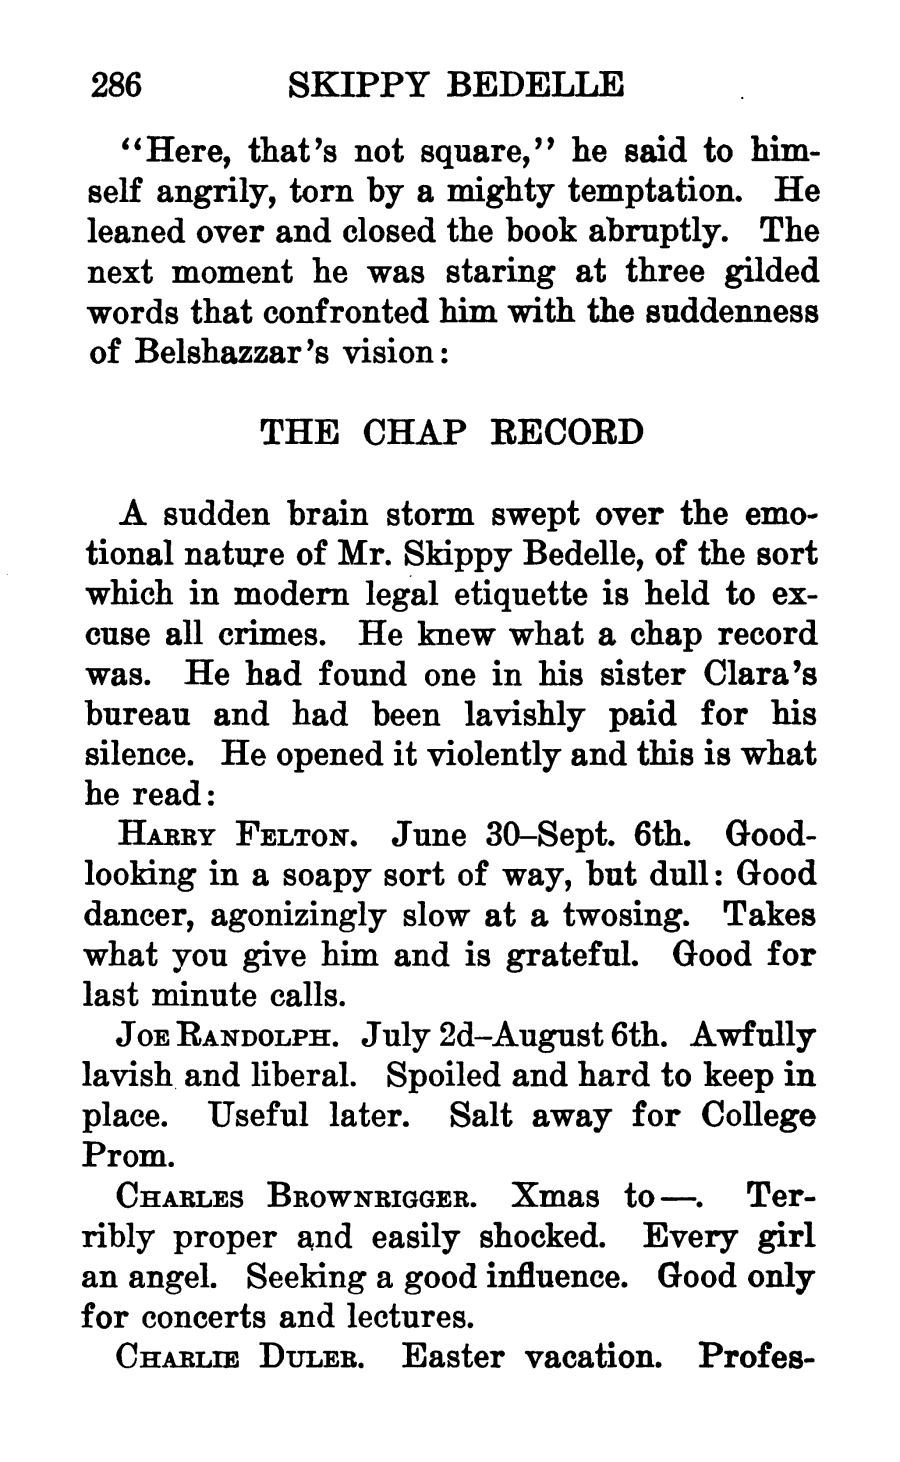 286 SKIPPY BEDELLE
“Here, that’s not square,” he said to him-
self angrily, torn by a mighty temptation. He
leaned over and closed the book abruptly. The
next moment he was staring at three gilded
words that confronted him with the suddenness
of Belshazzar’s vision:
THE CHAP RECORD
A sudden brain storm swept over the emo-
tional nature of Mr. Skippy Bedelle, of the sort
which in modern legal etiquette is held to ex-
cuse all crimes. He knew what a chap record
was. He had found one in his sister Clara’s
bureau and had been lavishly paid for his
silence. He opened it violently and this is what
he read:
HARRY FELTON. June 30–Sept. 6th. Good-
looking in a soapy sort of way, but dull: Good
dancer, agonizingly slow at a twosing. Takes
what you give him and is grateful. Good for
last minute calls.
JOE RANDOLPH. July 2d–August 6th. Awfully
lavish and liberal. Spoiled and hard to keep in
place. Useful later. Salt away for College
Prom.
CHARLES BROWNRIGGER. Xmas to—. Ter-
ribly proper and easily shocked. Every girl
an angel. Seeking a good influence. Good only
for concerts and lectures.
CHARLIE DULER. Easter vacation. Profes-